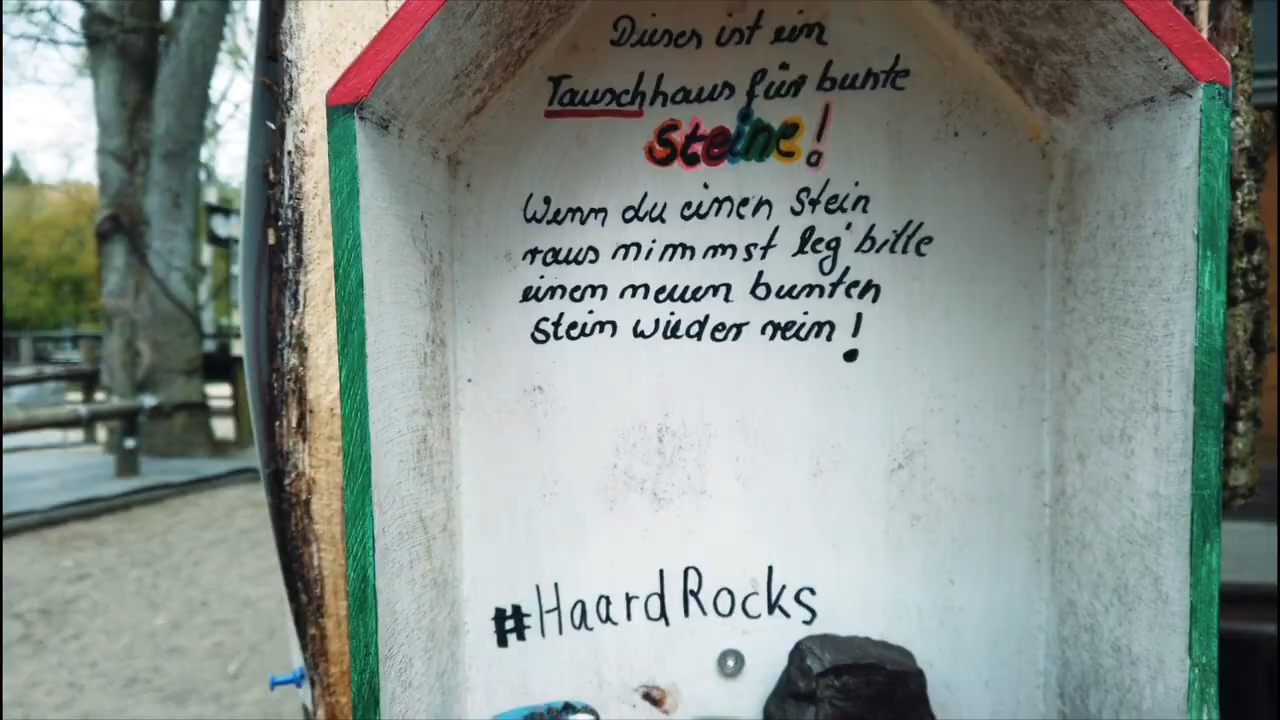 Dieses ist ein
Tauschhaus für bunte
Steine!
Wenn du einen Stein
raus nimmst leg' bitte
einen neuen bunten
Stein wieder rein!
#HaardRocks